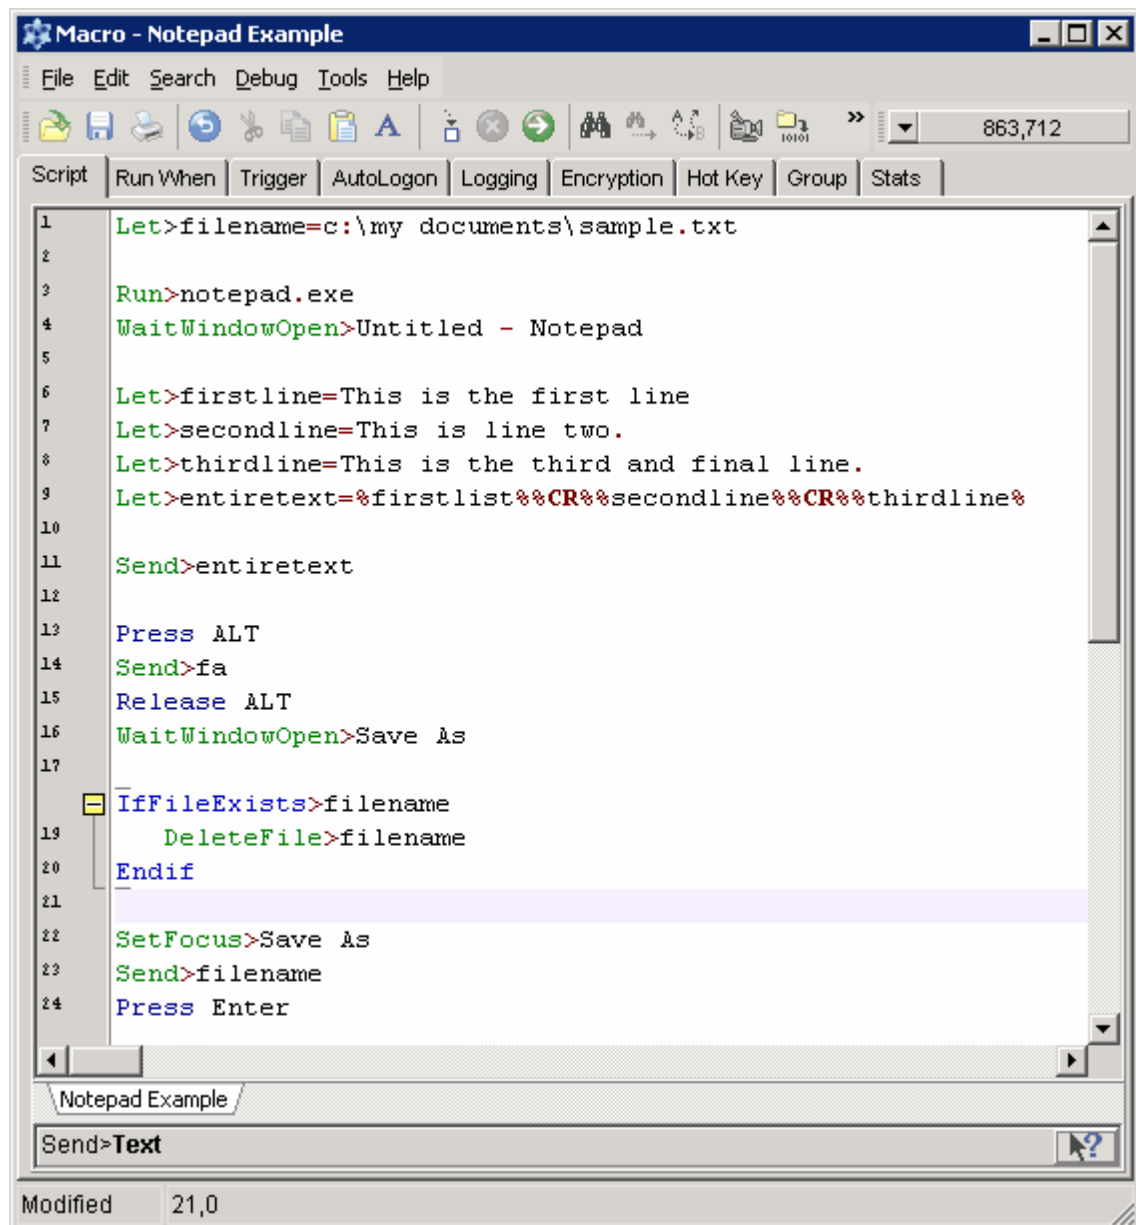 Macro - Notepad Example
File Edit Search Debug Tools Help
A A B 10101 » 863,712
Script Run When Trigger AutoLogon Logging Encryption Hot Key Group Stats
1 Let>filename=c:\my documents\sample.txt
2
3 Run>notepad.exe
4 WaitWindowOpen>Untitled - Notepad
5
6 Let>firstline=This is the first line
7 Let>secondline=This is line two.
8 Let>thirdline=This is the third and final line.
9 Let>entiretext=%firstlist%%CR%%secondline%%CR%%thirdline%
10
11 Send>entiretext
12
13 Press ALT
14 Send>fa
15 Release ALT
16 WaitWindowOpen>Save As
17
IfFileExists>filename
19 DeleteFile>filename
20 Endif
21
22 SetFocus>Save As
23 Send>filename
24 Press Enter
Notepad Example
Send>Text
Modified 21,0